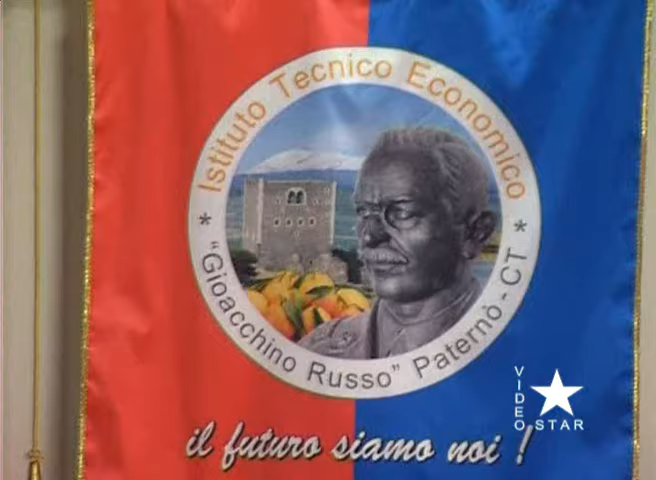 Istituto Tecnico Economico
* "Gioacchino Russo" Paternò - CT *
il futuro siamo noi !
VIDEO
STAR